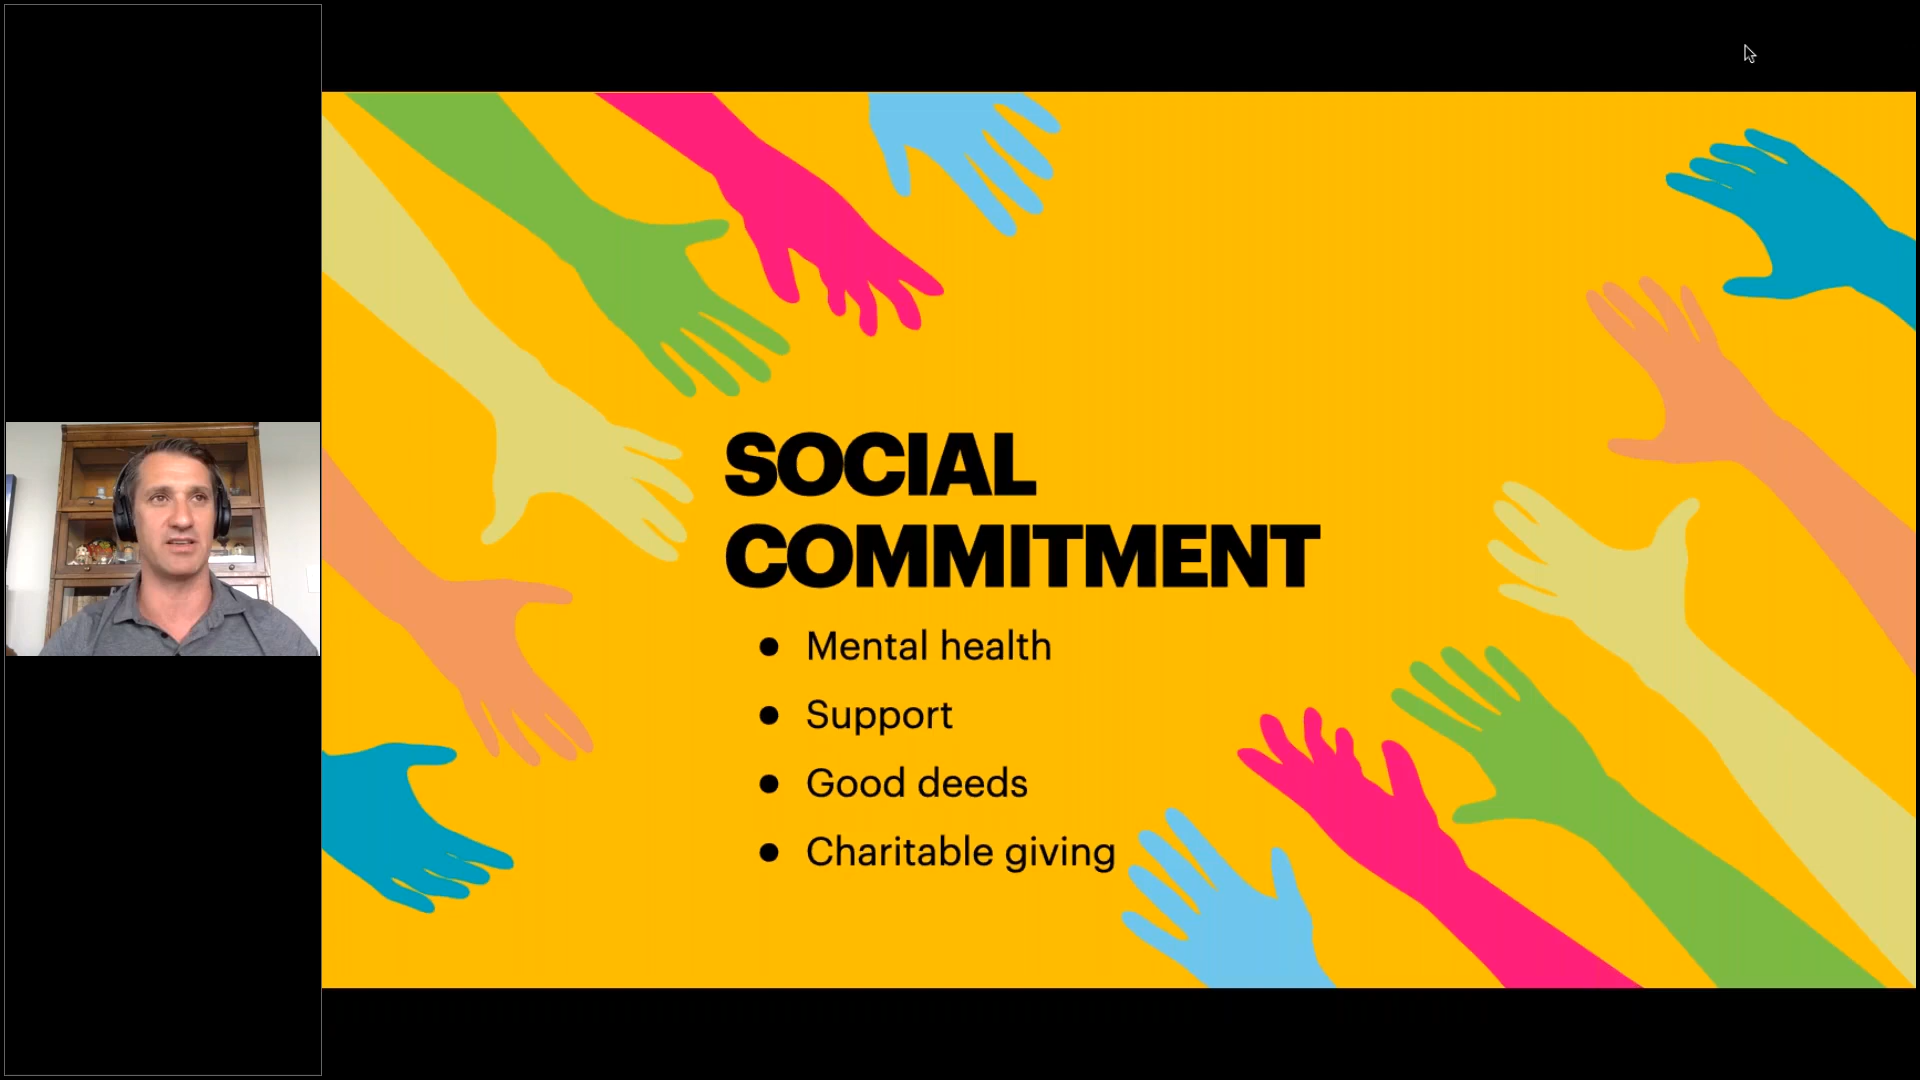 SOCIAL
COMMITMENT
● Mental health
● Support
● Good deeds
● Charitable giving